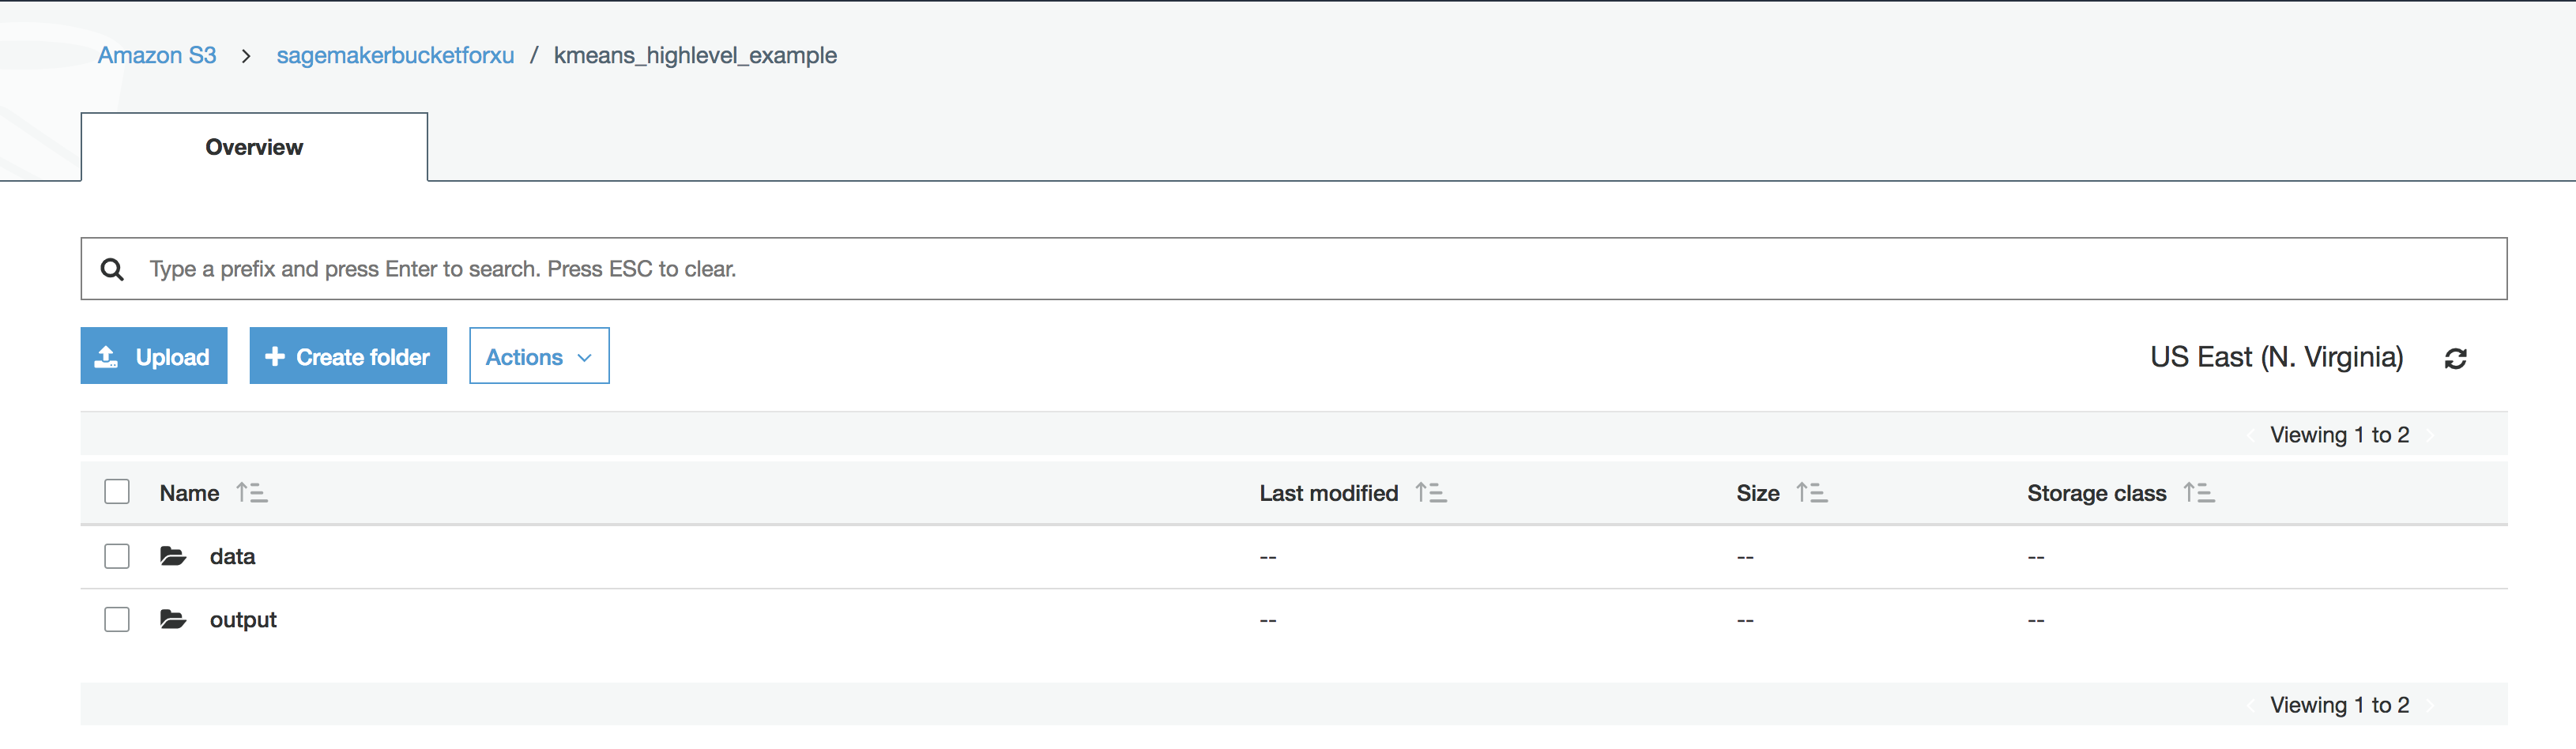 Amazon S3 > sagemakerbucketforxu / kmeans_highlevel_example
Overview
Type a prefix and press Enter to search. Press ESC to clear.
Upload + Create folder Actions US East (N. Virginia)
Viewing 1 to 2
Name Last modified Size Storage class
data -- -- --
output -- -- --
Viewing 1 to 2